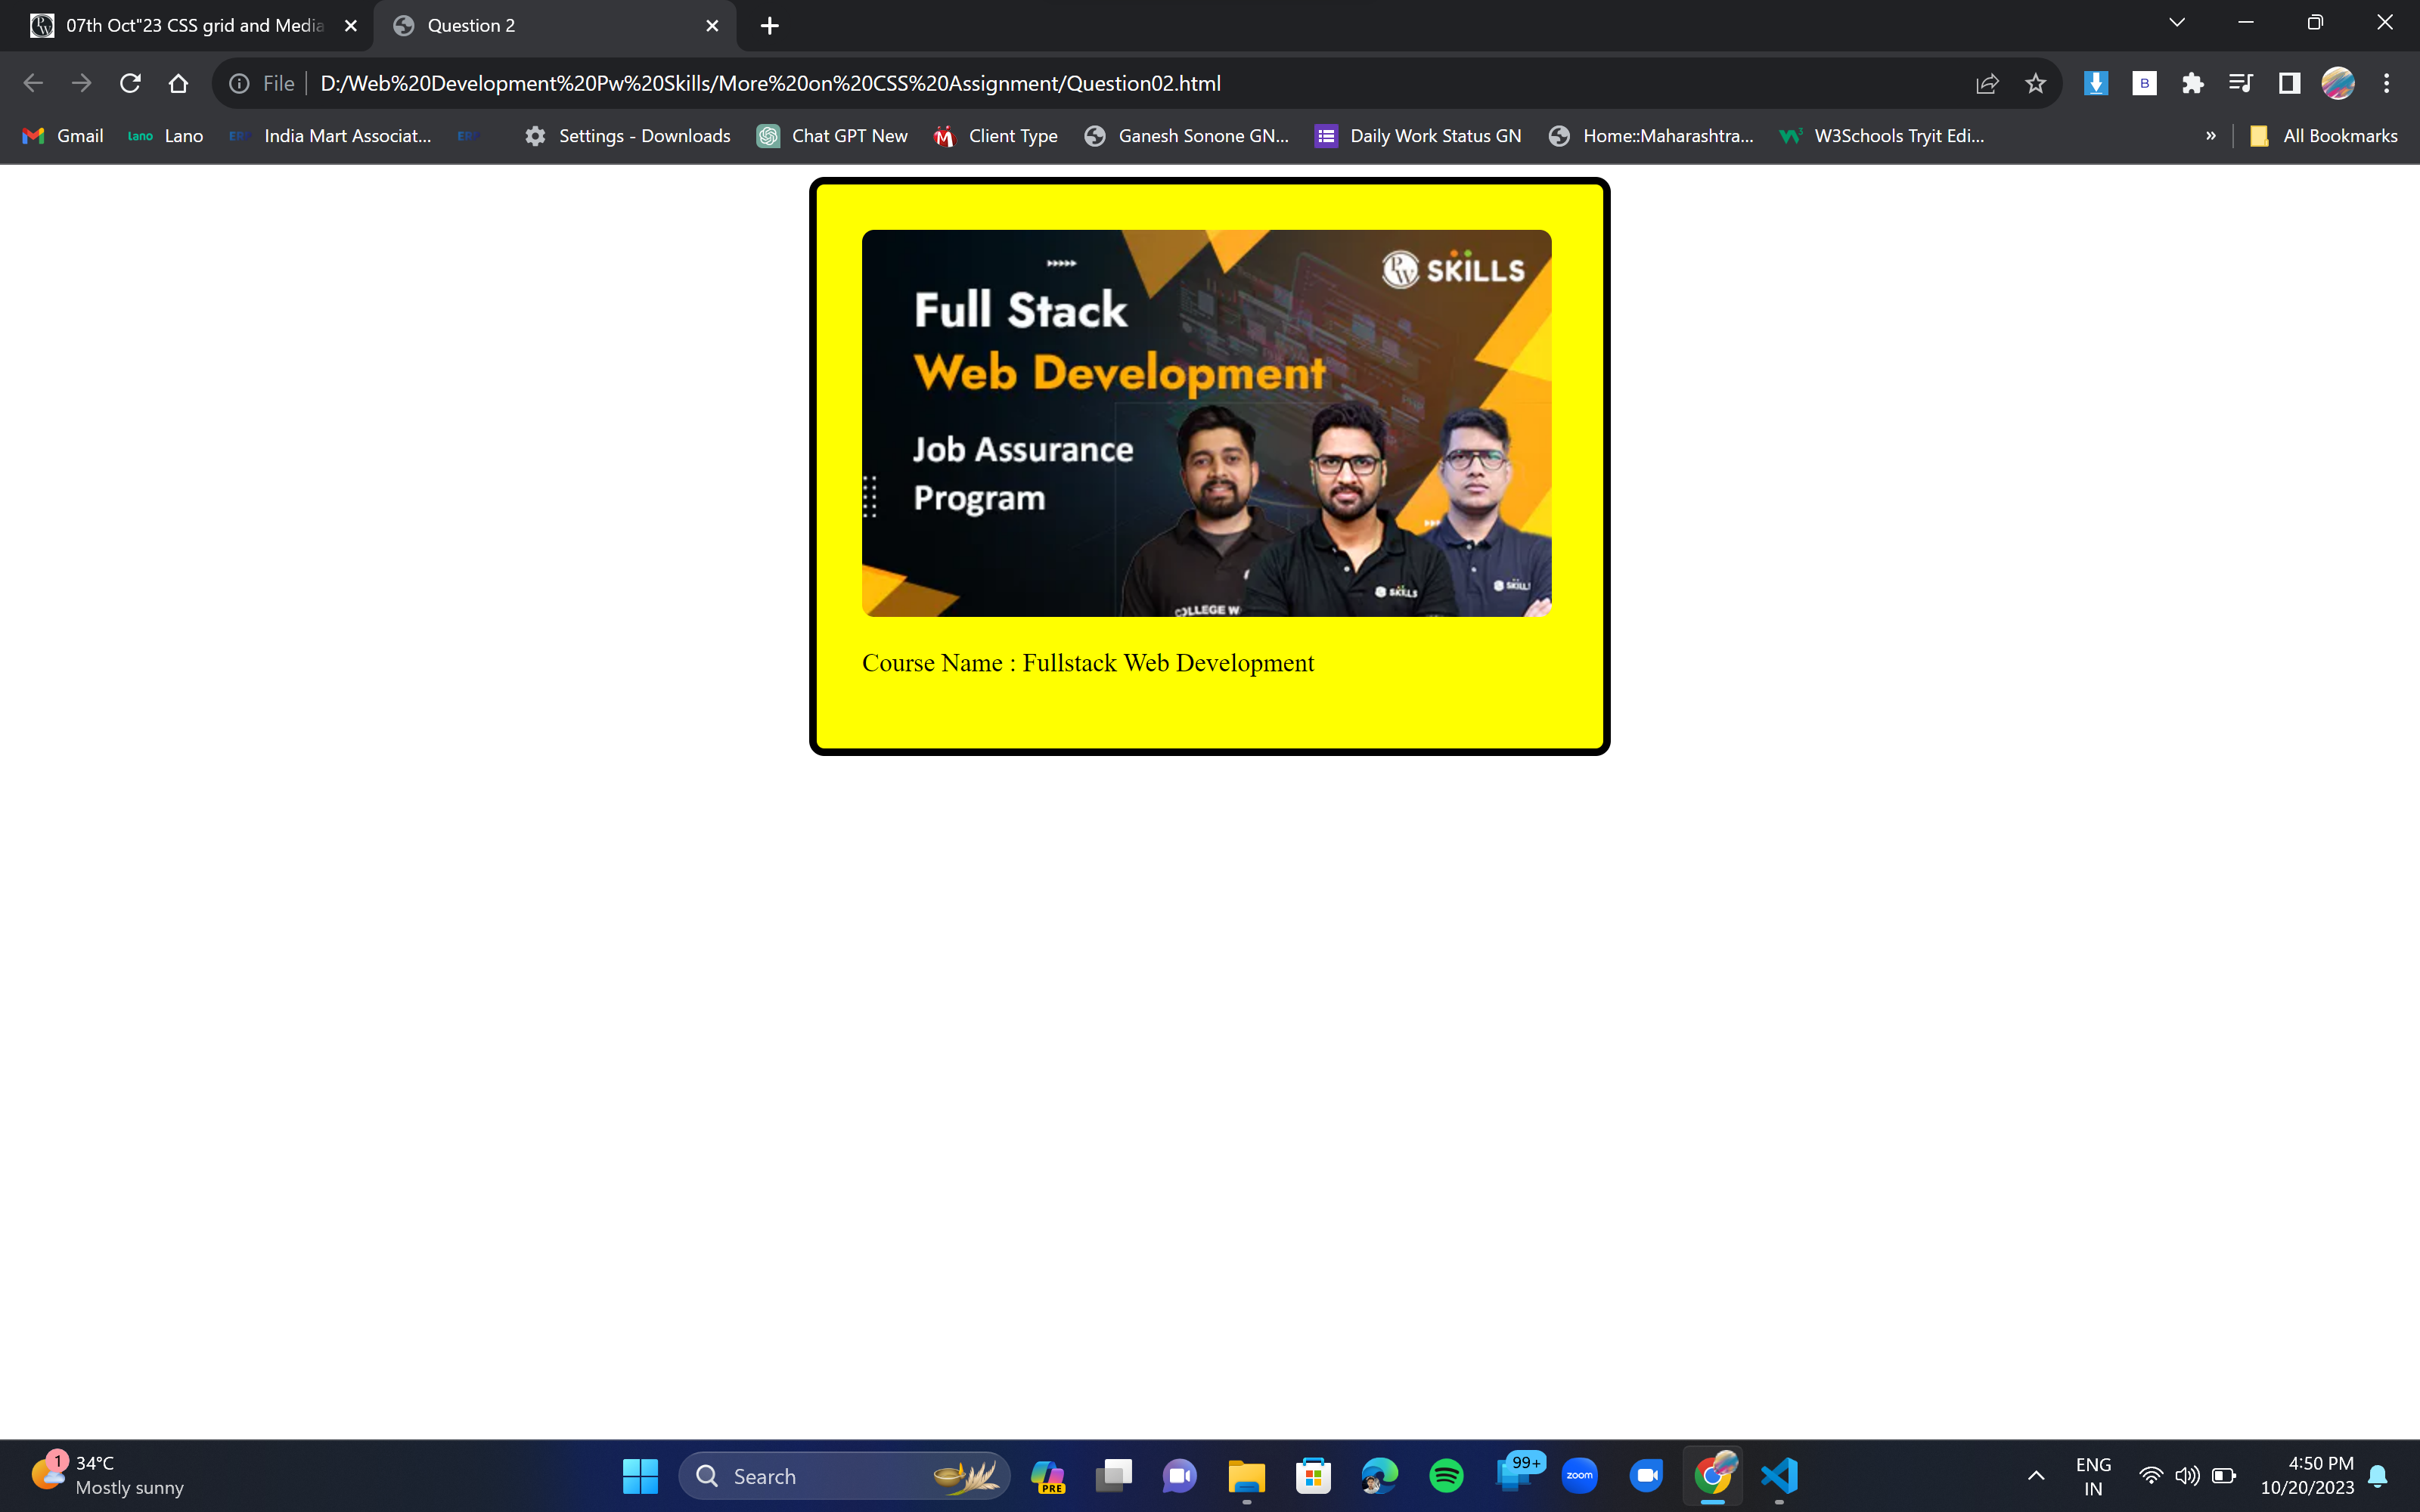 07th Oct"23 CSS grid and Media
Question 2
File
D:/Web%20Development%20Pw%20Skills/More%20on%20CSS%20Assignment/Question02.html
B
Gmail
lano
Lano
India Mart Associat...
Settings - Downloads
Chat GPT New
Client Type
Ganesh Sonone GN...
Daily Work Status GN
Home::Maharashtra...
W3Schools Tryit Edi...
»
All Bookmarks
PW SKILLS
Full Stack
Web Development
Job Assurance
Program
SKILLS
SKILL
COLLEGE W
Course Name : Fullstack Web Development
1
34°C
Mostly sunny
Search
PRE
99+
zoom
ENG
IN
4:50 PM
10/20/2023